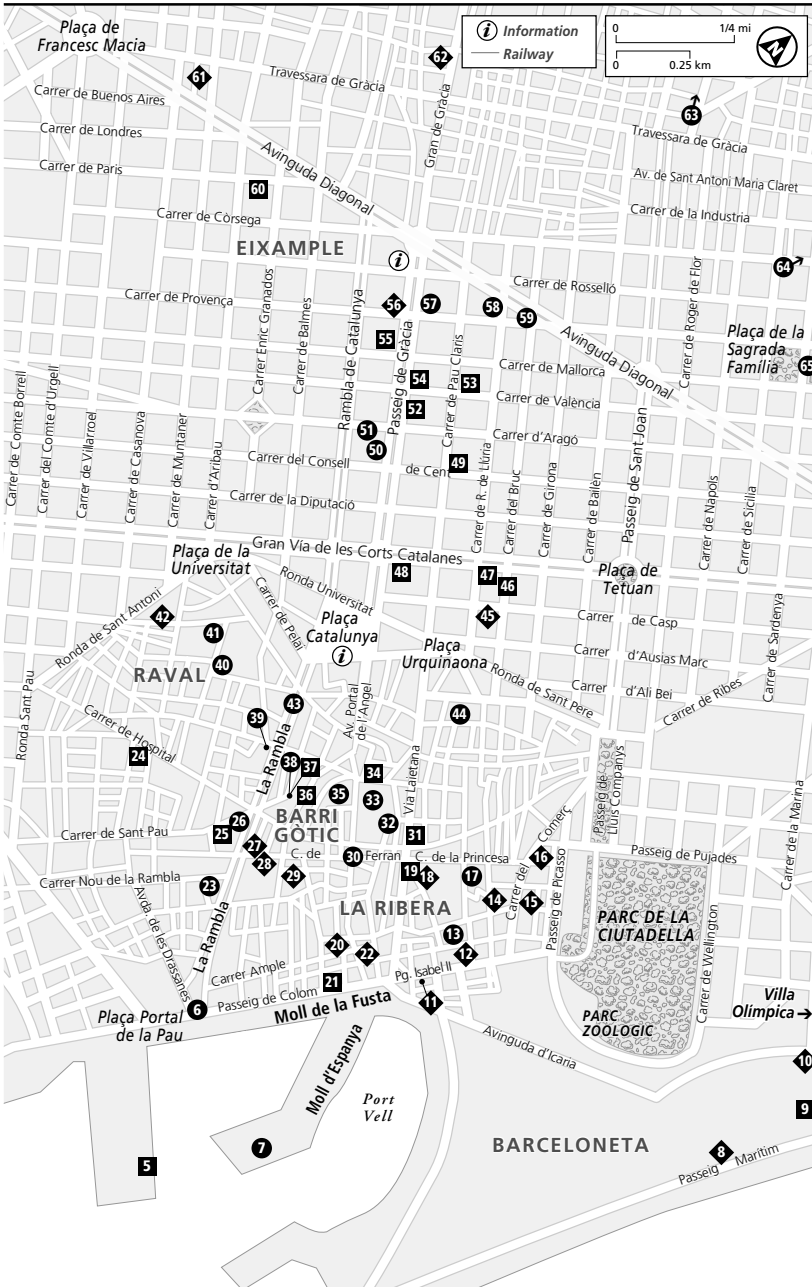 Plaça de
Francesc Macia
61
62
i Information
Railway
0 1/4 mi
0 0.25 km
N
63
Travessara de Gràcia
Carrer de Buenos Aires
Gran de Gràcia
Carrer de Londres
Travessara de Gràcia
Avinguda Diagonal
Carrer de Paris
60
Av. de Sant Antoni Maria Claret
Carrer de Còrsega
Carrer de la Industria
EIXAMPLE
i
64
Carrer de Rosselló
Carrer de Provença
Carrer Enric Granados
Carrer de Balmes
Rambla de Catalunya
56
57
58
59
Carrer de Roger de Flor
55
Passeig de Gràcia
Carrer de Pau Claris
Avinguda Diagonal
Plaça de la
Sagrada
Família
65
54
53
Carrer de Mallorca
52
Carrer de València
51
50
Carrer d'Aragó
Carrer de Comte Borrell
Carrer del Comte d'Urgell
Carrer de Villarroel
Carrer de Casanova
Carrer de Muntaner
Carrer d'Aribau
Carrer del Consell
de Cent
49
Carrer de R. de Llúria
Carrer del Bruc
Carrer de Girona
Carrer de Bailèn
Passeig de Sant Joan
Carrer de Napols
Carrer de Sicilia
Carrer de la Diputació
Gran Vía de les Corts Catalanes
Plaça de la
Universitat
48
47
46
Plaça de
Tetuan
Ronda Universitat
Carrer de Pelai
Ronda de Sant Antoni
42
41
45
Plaça
Catalunya
i
Plaça
Urquinaona
Carrer de Casp
Carrer d'Ausias Marc
Carrer d'Ali Bei
Carrer de Sardenya
RAVAL
40
Ronda de Sant Pere
Carrer de Ribes
Ronda Sant Pau
43
39
Av. Portal
de l'Angel
44
Carrer de Hospital
24
La Rambla
38
37
34
Via Laietana
Passeig de
Lluis Companys
Carrer de la Marina
36
35
33
BARRI
GÒTIC
26
25
32
31
Carrer de Sant Pau
27
28
C. de Ferran
30
C. de la Princesa
Comerç
16
Passeig de Pujades
Carrer Nou de la Rambla
23
29
19
18
17
Carrer del
Passeig de Picasso
14
15
LA RIBERA
PARC DE LA
CIUTADELLA
Avda. de les Drassanes
La Rambla
20
22
13
12
Carrer de Wellington
Carrer Ample
21
Pg. Isabel II
Passeig de Colom
Moll de la Fusta
11
6
Plaça Portal
de la Pau
PARC
ZOOLOGIC
Villa
Olimpica
Moll d'Espanya
Avinguda d'Icaria
10
Port
Vell
9
7
BARCELONETA
8
5
Passeig Marítim